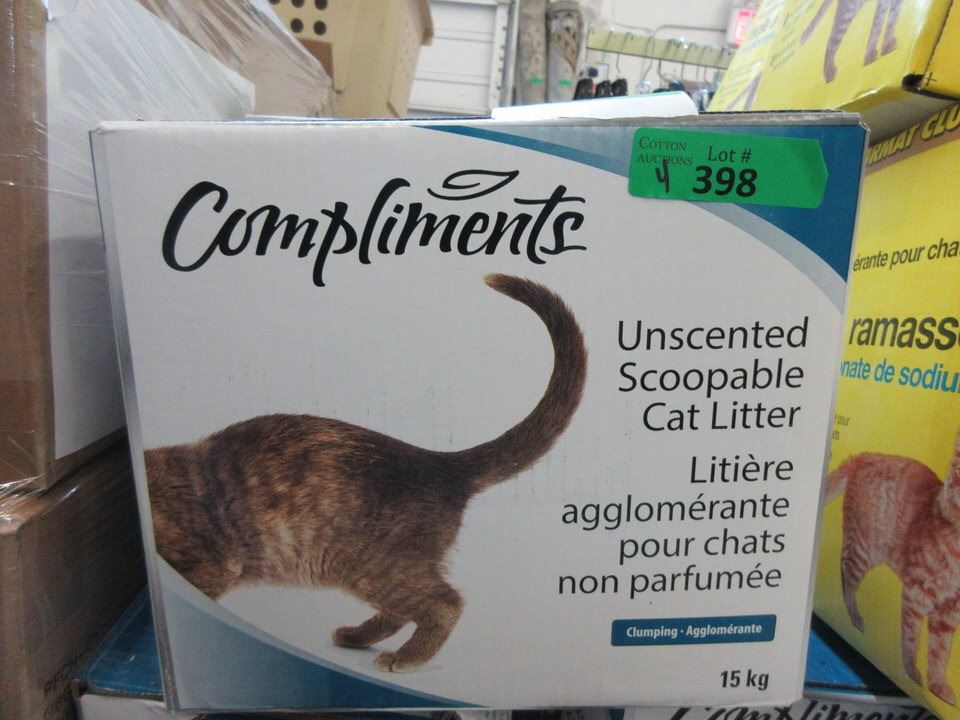 Compliments
COTTON
AUCTIONS
Lot #
4 398
Unscented
Scoopable
Cat Litter
Litière
agglomérante
pour chats
non parfumée
Clumping · Agglomérante
15 kg
érante pour cha
ramass
nate de sodiu
Compliment